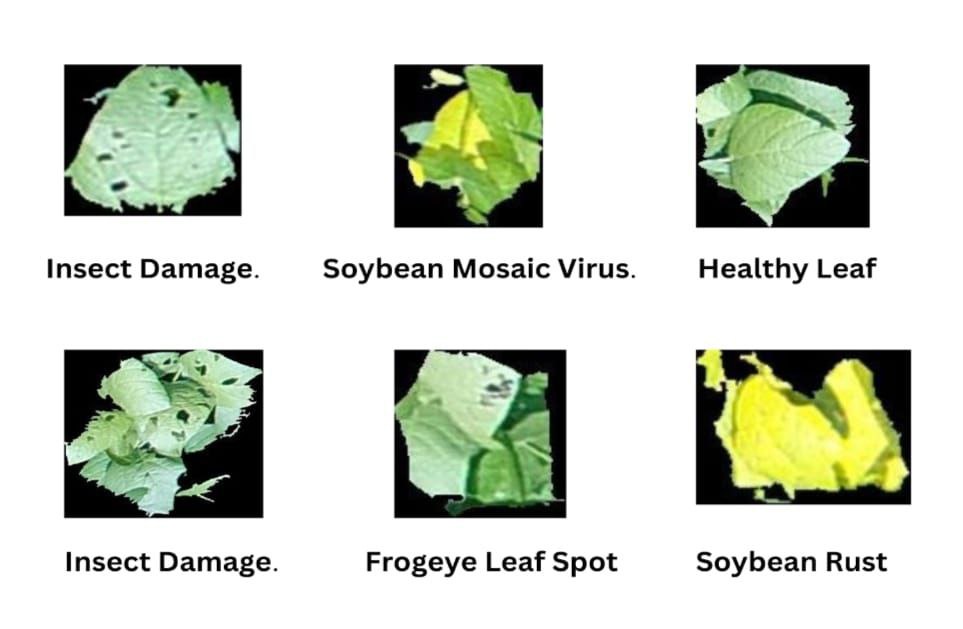 Insect Damage.
Soybean Mosaic Virus.
Healthy Leaf
Insect Damage.
Frogeye Leaf Spot
Soybean Rust